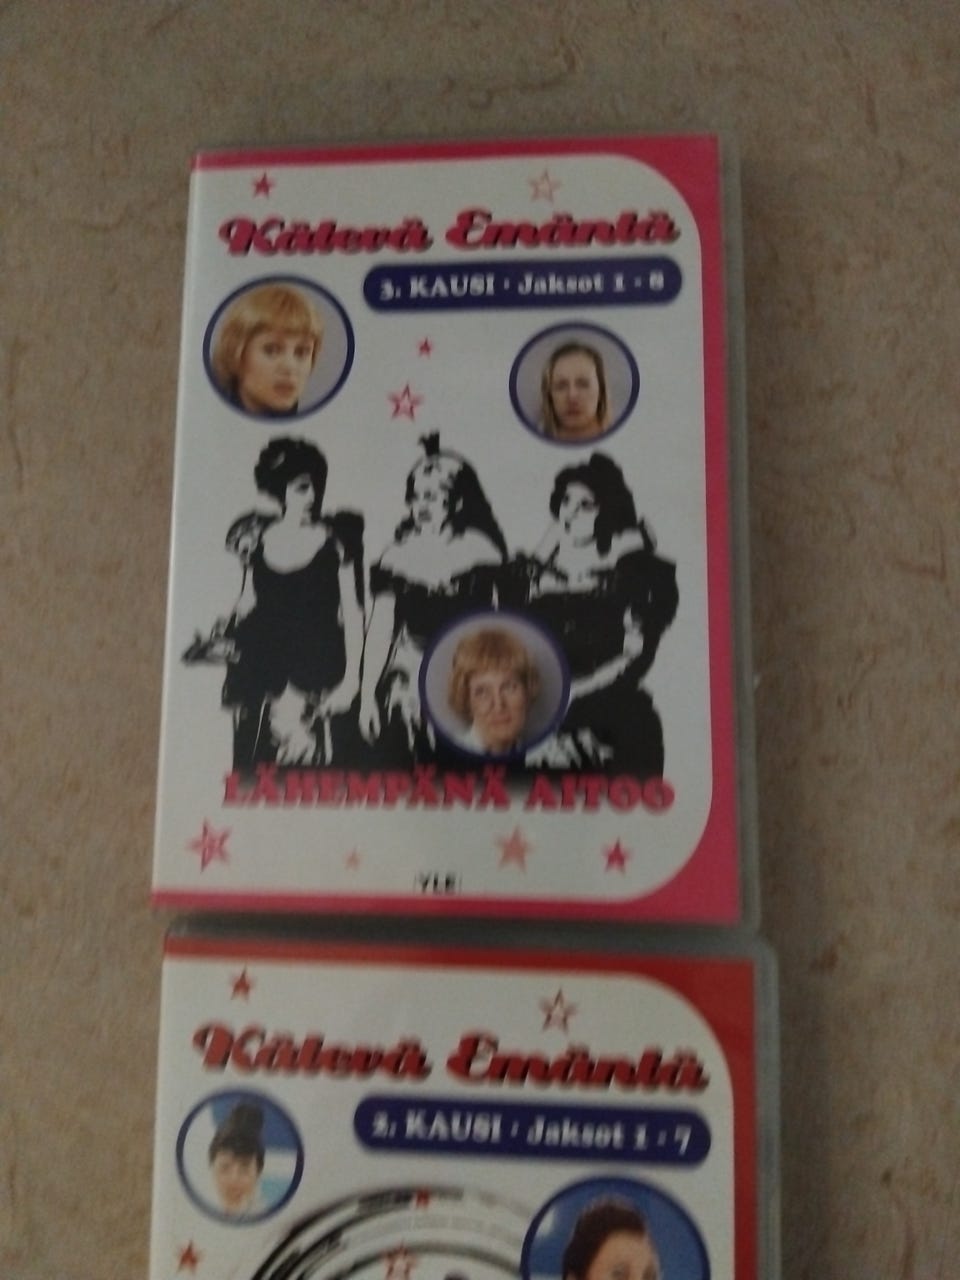 Kätevä Emäntä
3. KAUSI • Jaksot 1 - 8
LÄHEMPÄNÄ AITOO
YLE
Kätevä Emäntä
2. KAUSI • Jaksot 1 - 7